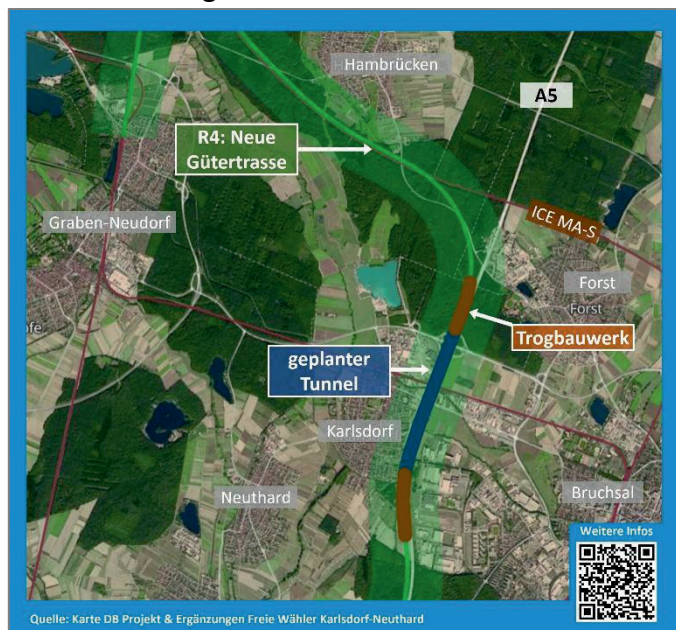 Hambrücken
A5
R4: Neue
Gütertrasse
ICE MA-S
Graben-Neudorf
Forst
Forst
Trogbauwerk
geplanter
Tunnel
Karlsdorf
Neuthard
Bruchsal
Weitere Infos
Quelle: Karte DB Projekt & Ergänzungen Freie Wähler Karlsdorf-Neuthard